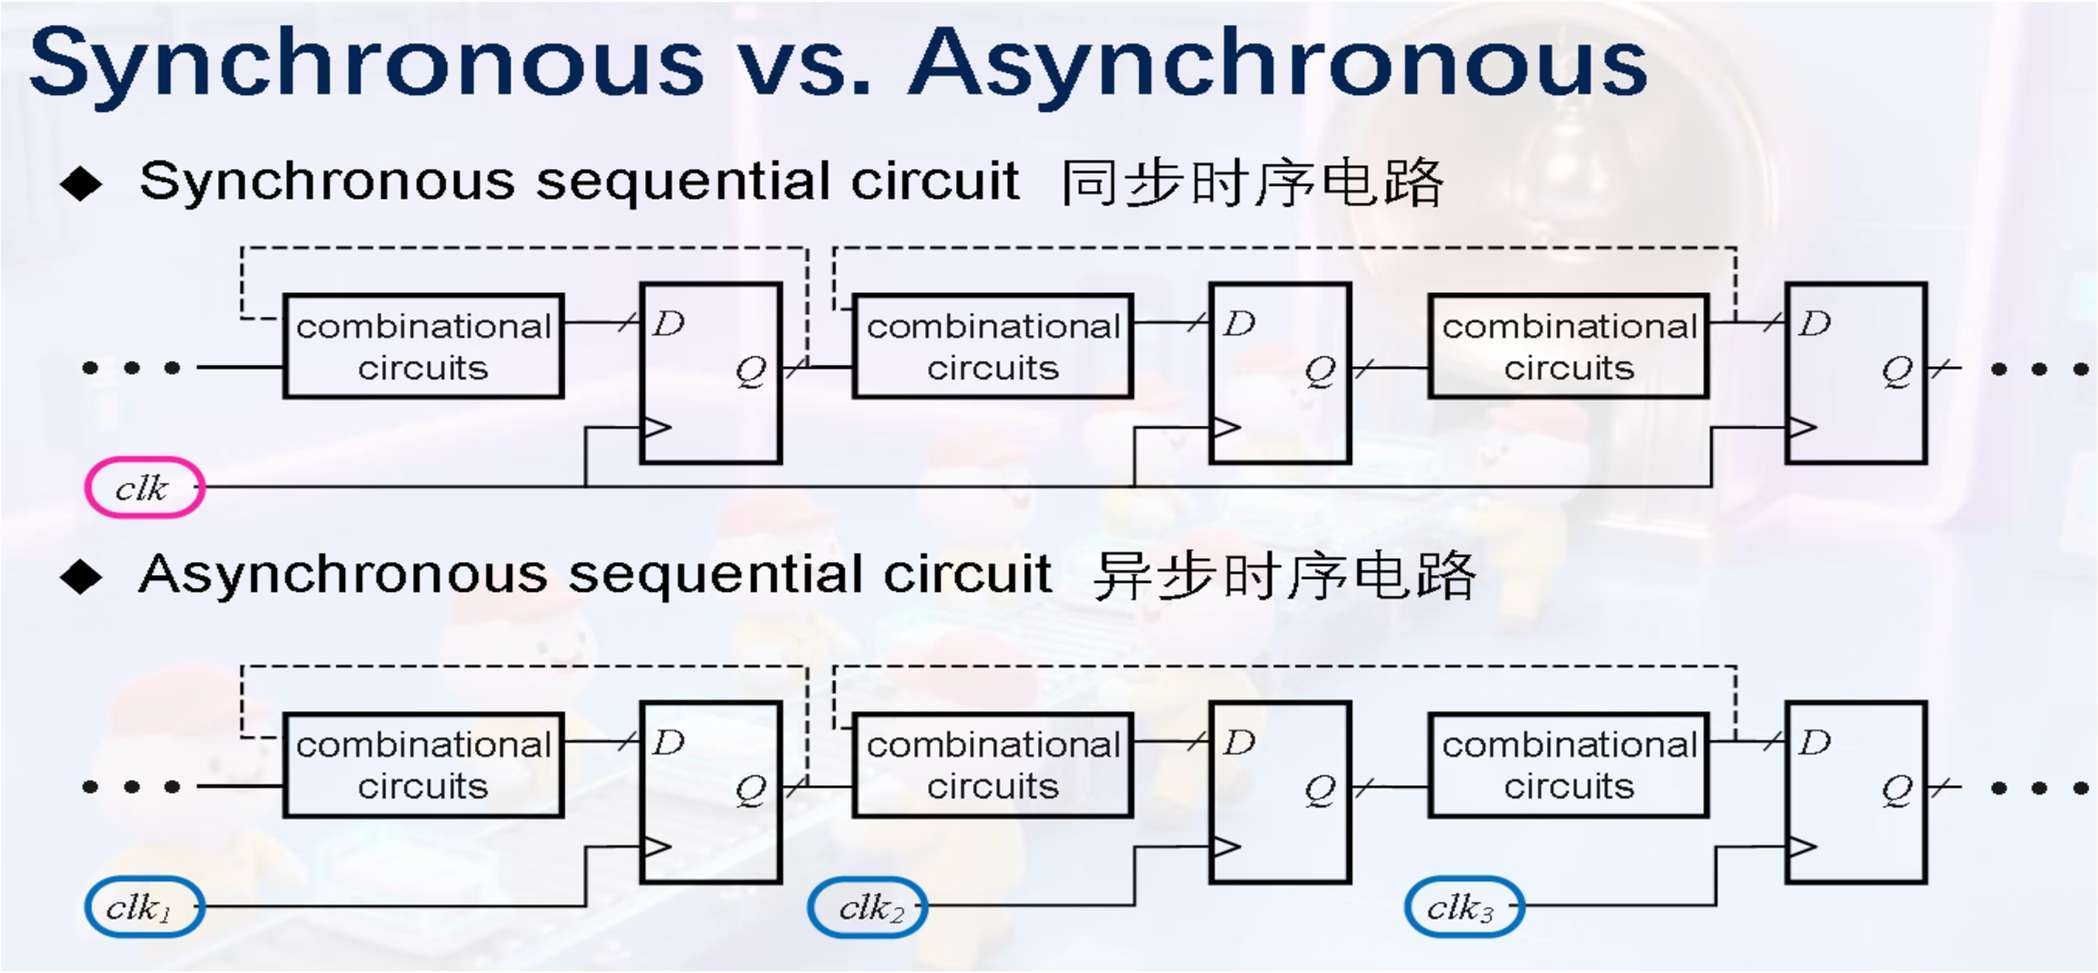 Synchronous vs. Asynchronous
◆ Synchronous sequential circuit 同步时序电路
combinational circuits
D
Q
combinational circuits
D
Q
combinational circuits
D
Q
clk
◆ Asynchronous sequential circuit 异步时序电路
combinational circuits
D
Q
combinational circuits
D
Q
combinational circuits
D
Q
clk₁
clk₂
clk₃